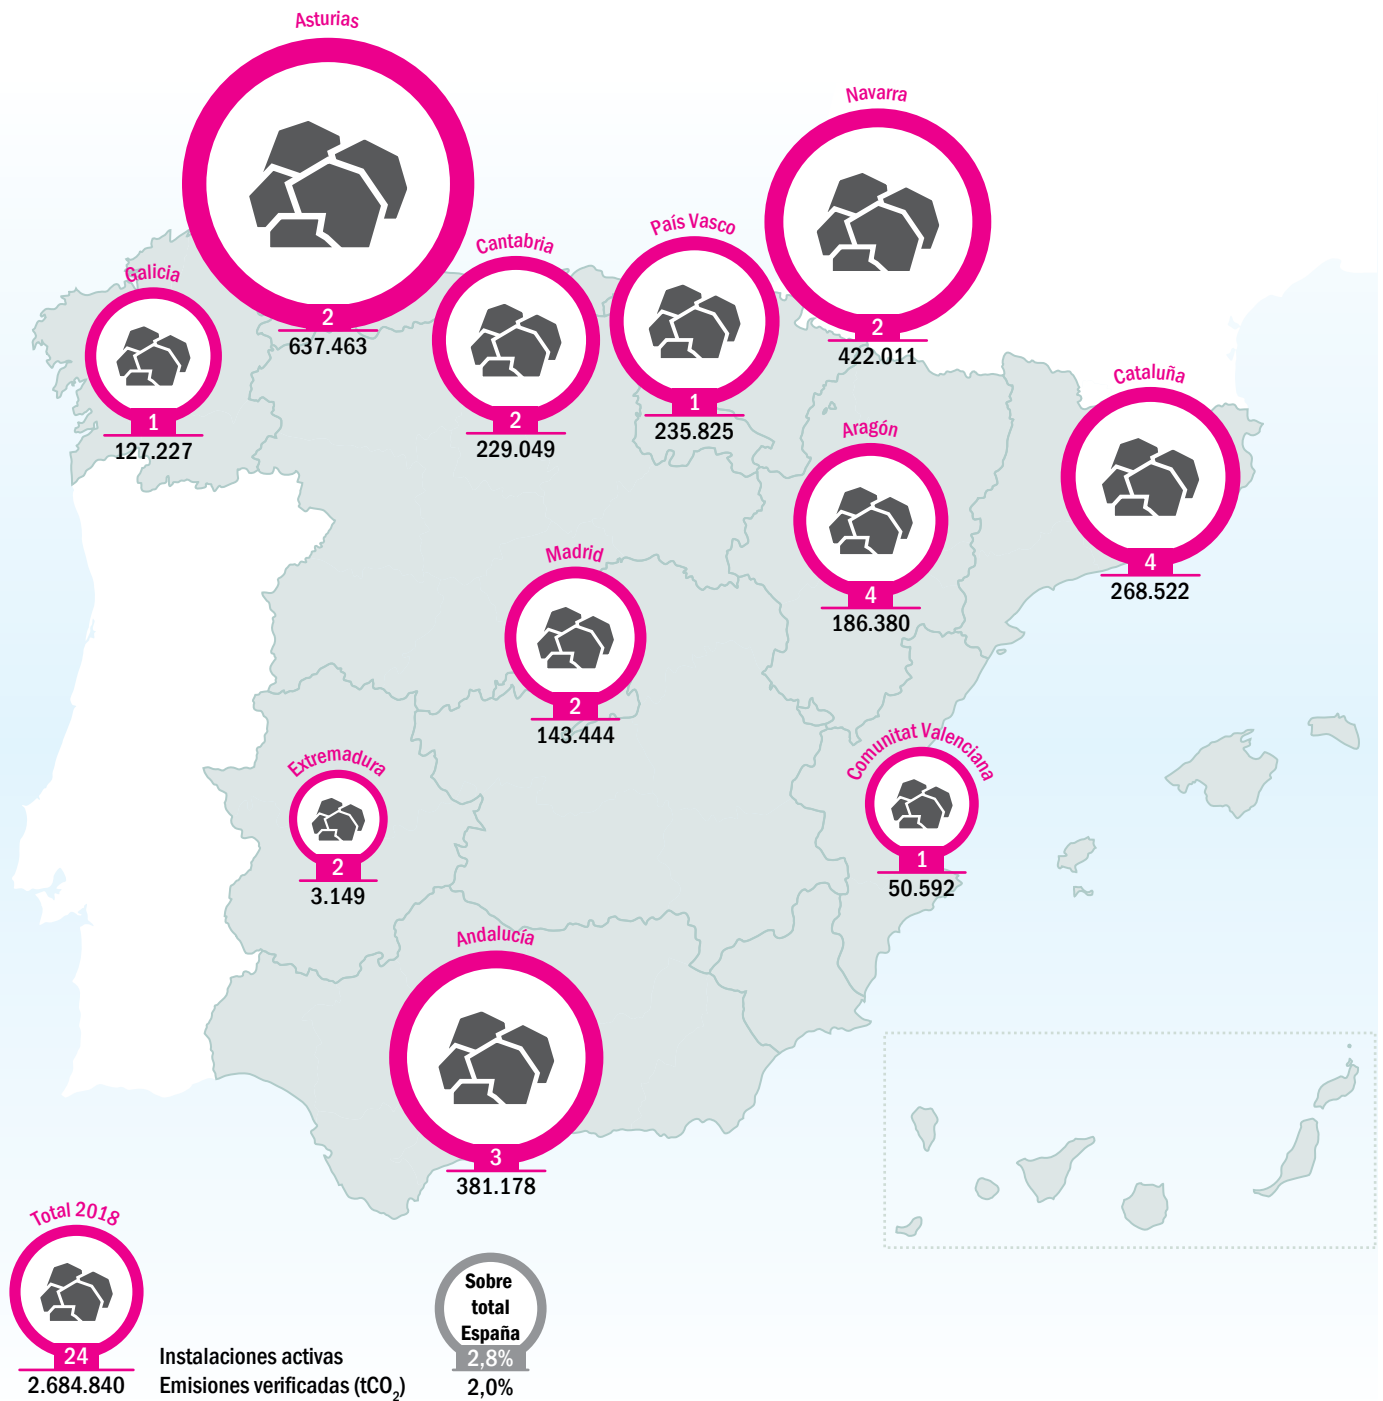 Asturias
2
637.463
Navarra
2
422.011
País Vasco
1
235.825
Cantabria
2
229.049
Galicia
1
127.227
Cataluña
4
268.522
Aragón
4
186.380
Madrid
2
143.444
Comunitat Valenciana
1
50.592
Extremadura
2
3.149
Andalucía
3
381.178
Total 2018
24
2.684.840
Instalaciones activas
Emisiones verificadas (tCO₂)
Sobre
total
España
2,8%
2,0%